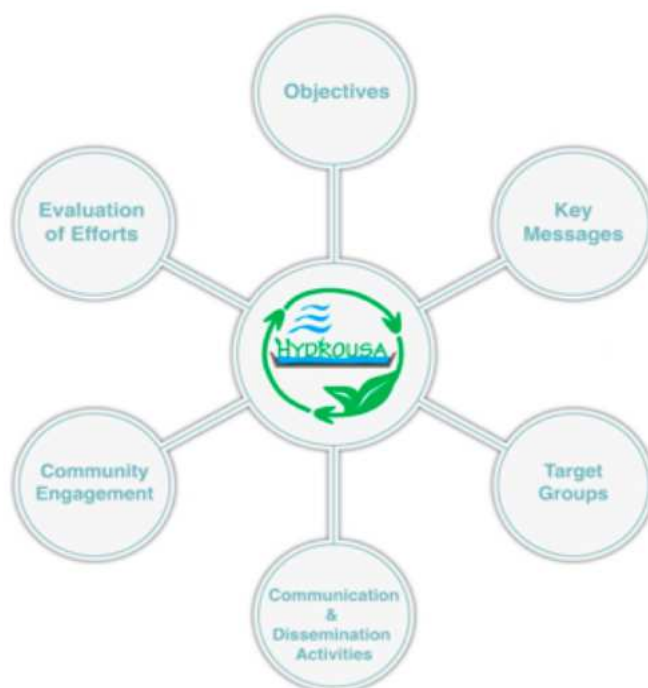 Objectives
Key
Messages
Target
Groups
Communication
&
Dissemination
Activities
Community
Engagement
Evaluation
of Efforts
HYDROUSA